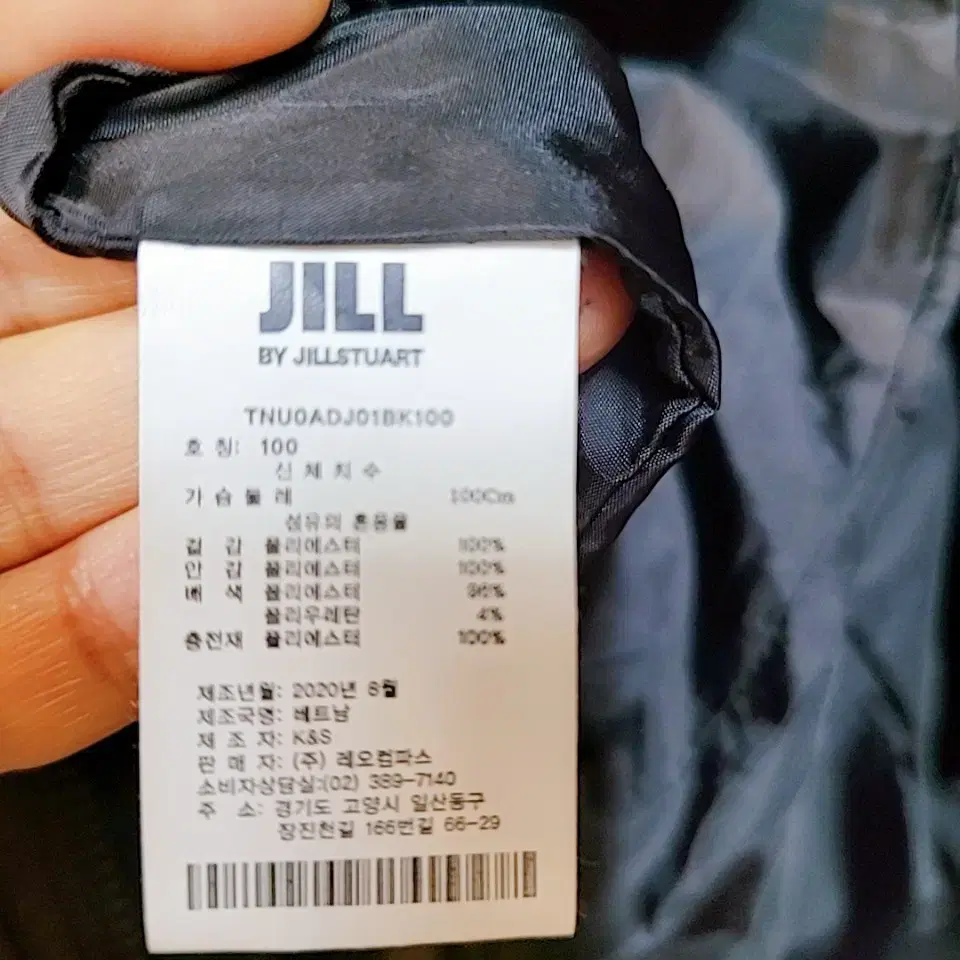 JILL
BY JILLSTUART
TNU0ADJ01BK100
호 칭: 100
신 체 치 수
가 슴 둘 레 100Cm
섬유의 혼용율
겉 감 폴리에스터 100%
안 감 폴리에스터 100%
배 색 폴리에스터 96%
폴리우레탄 4%
충전재 폴리에스터 100%
제조년월: 2020년 8월
제조국명: 베트남
제 조 자: K&S
판 매 자: (주) 레오컴파스
소비자상담실:(02) 389-7140
주 소: 경기도 고양시 일산동구
장진천길 166번길 66-29